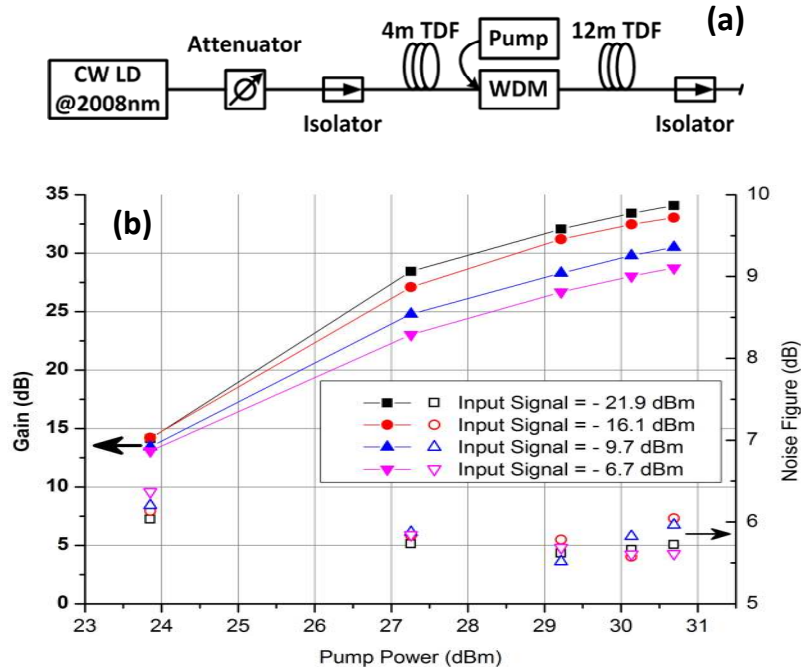 (a)
4m TDF
Pump
12m TDF
Attenuator
CW LD
@2008nm
WDM
Isolator
Isolator
(b)
35
30
25
20
15
10
5
0
Gain (dB)
10
9
8
7
6
5
Noise Figure (dB)
Input Signal = - 21.9 dBm
Input Signal = - 16.1 dBm
Input Signal = - 9.7 dBm
Input Signal = - 6.7 dBm
23 24 25 26 27 28 29 30 31
Pump Power (dBm)